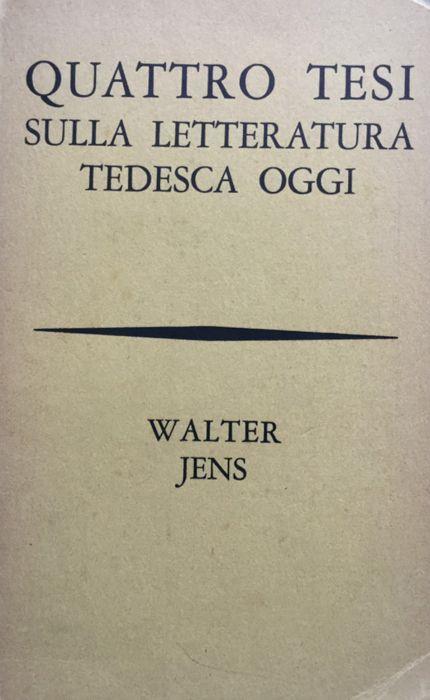 QUATTRO TESI
SULLA LETTERATURA
TEDESCA OGGI
WALTER
JENS